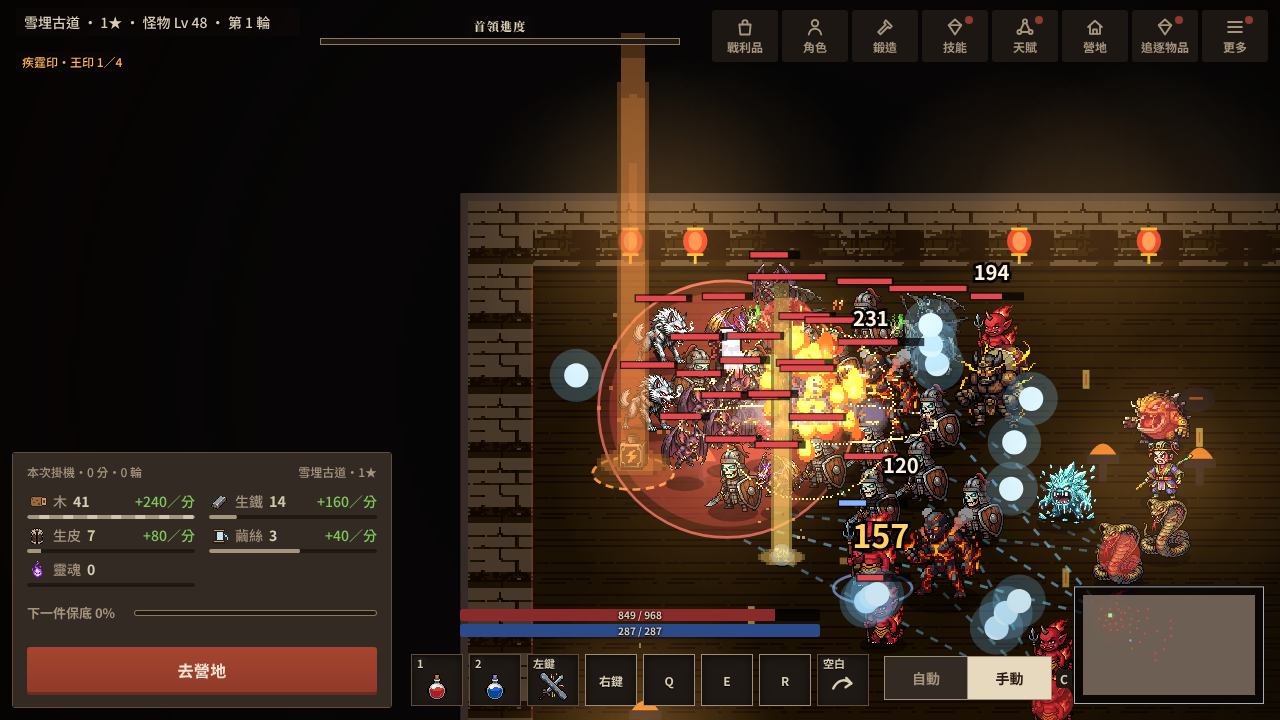 雪埋古道 · 1★ · 怪物 Lv 48 · 第 1 輪
疾霆印·王印 1／4
首領進度
戰利品
角色
鍛造
技能
天賦
營地
追逐物品
更多
194
231
120
157
本次掛機·0 分·0 輪
雪埋古道·1★
木 41 +240／分
生鐵 14 +160／分
生皮 7 +80／分
繭絲 3 +40／分
靈魂 0
下一件保底 0%
去營地
849 / 968
287 / 287
1
2
左鍵
右鍵
Q
E
R
空白
自動
手動
C